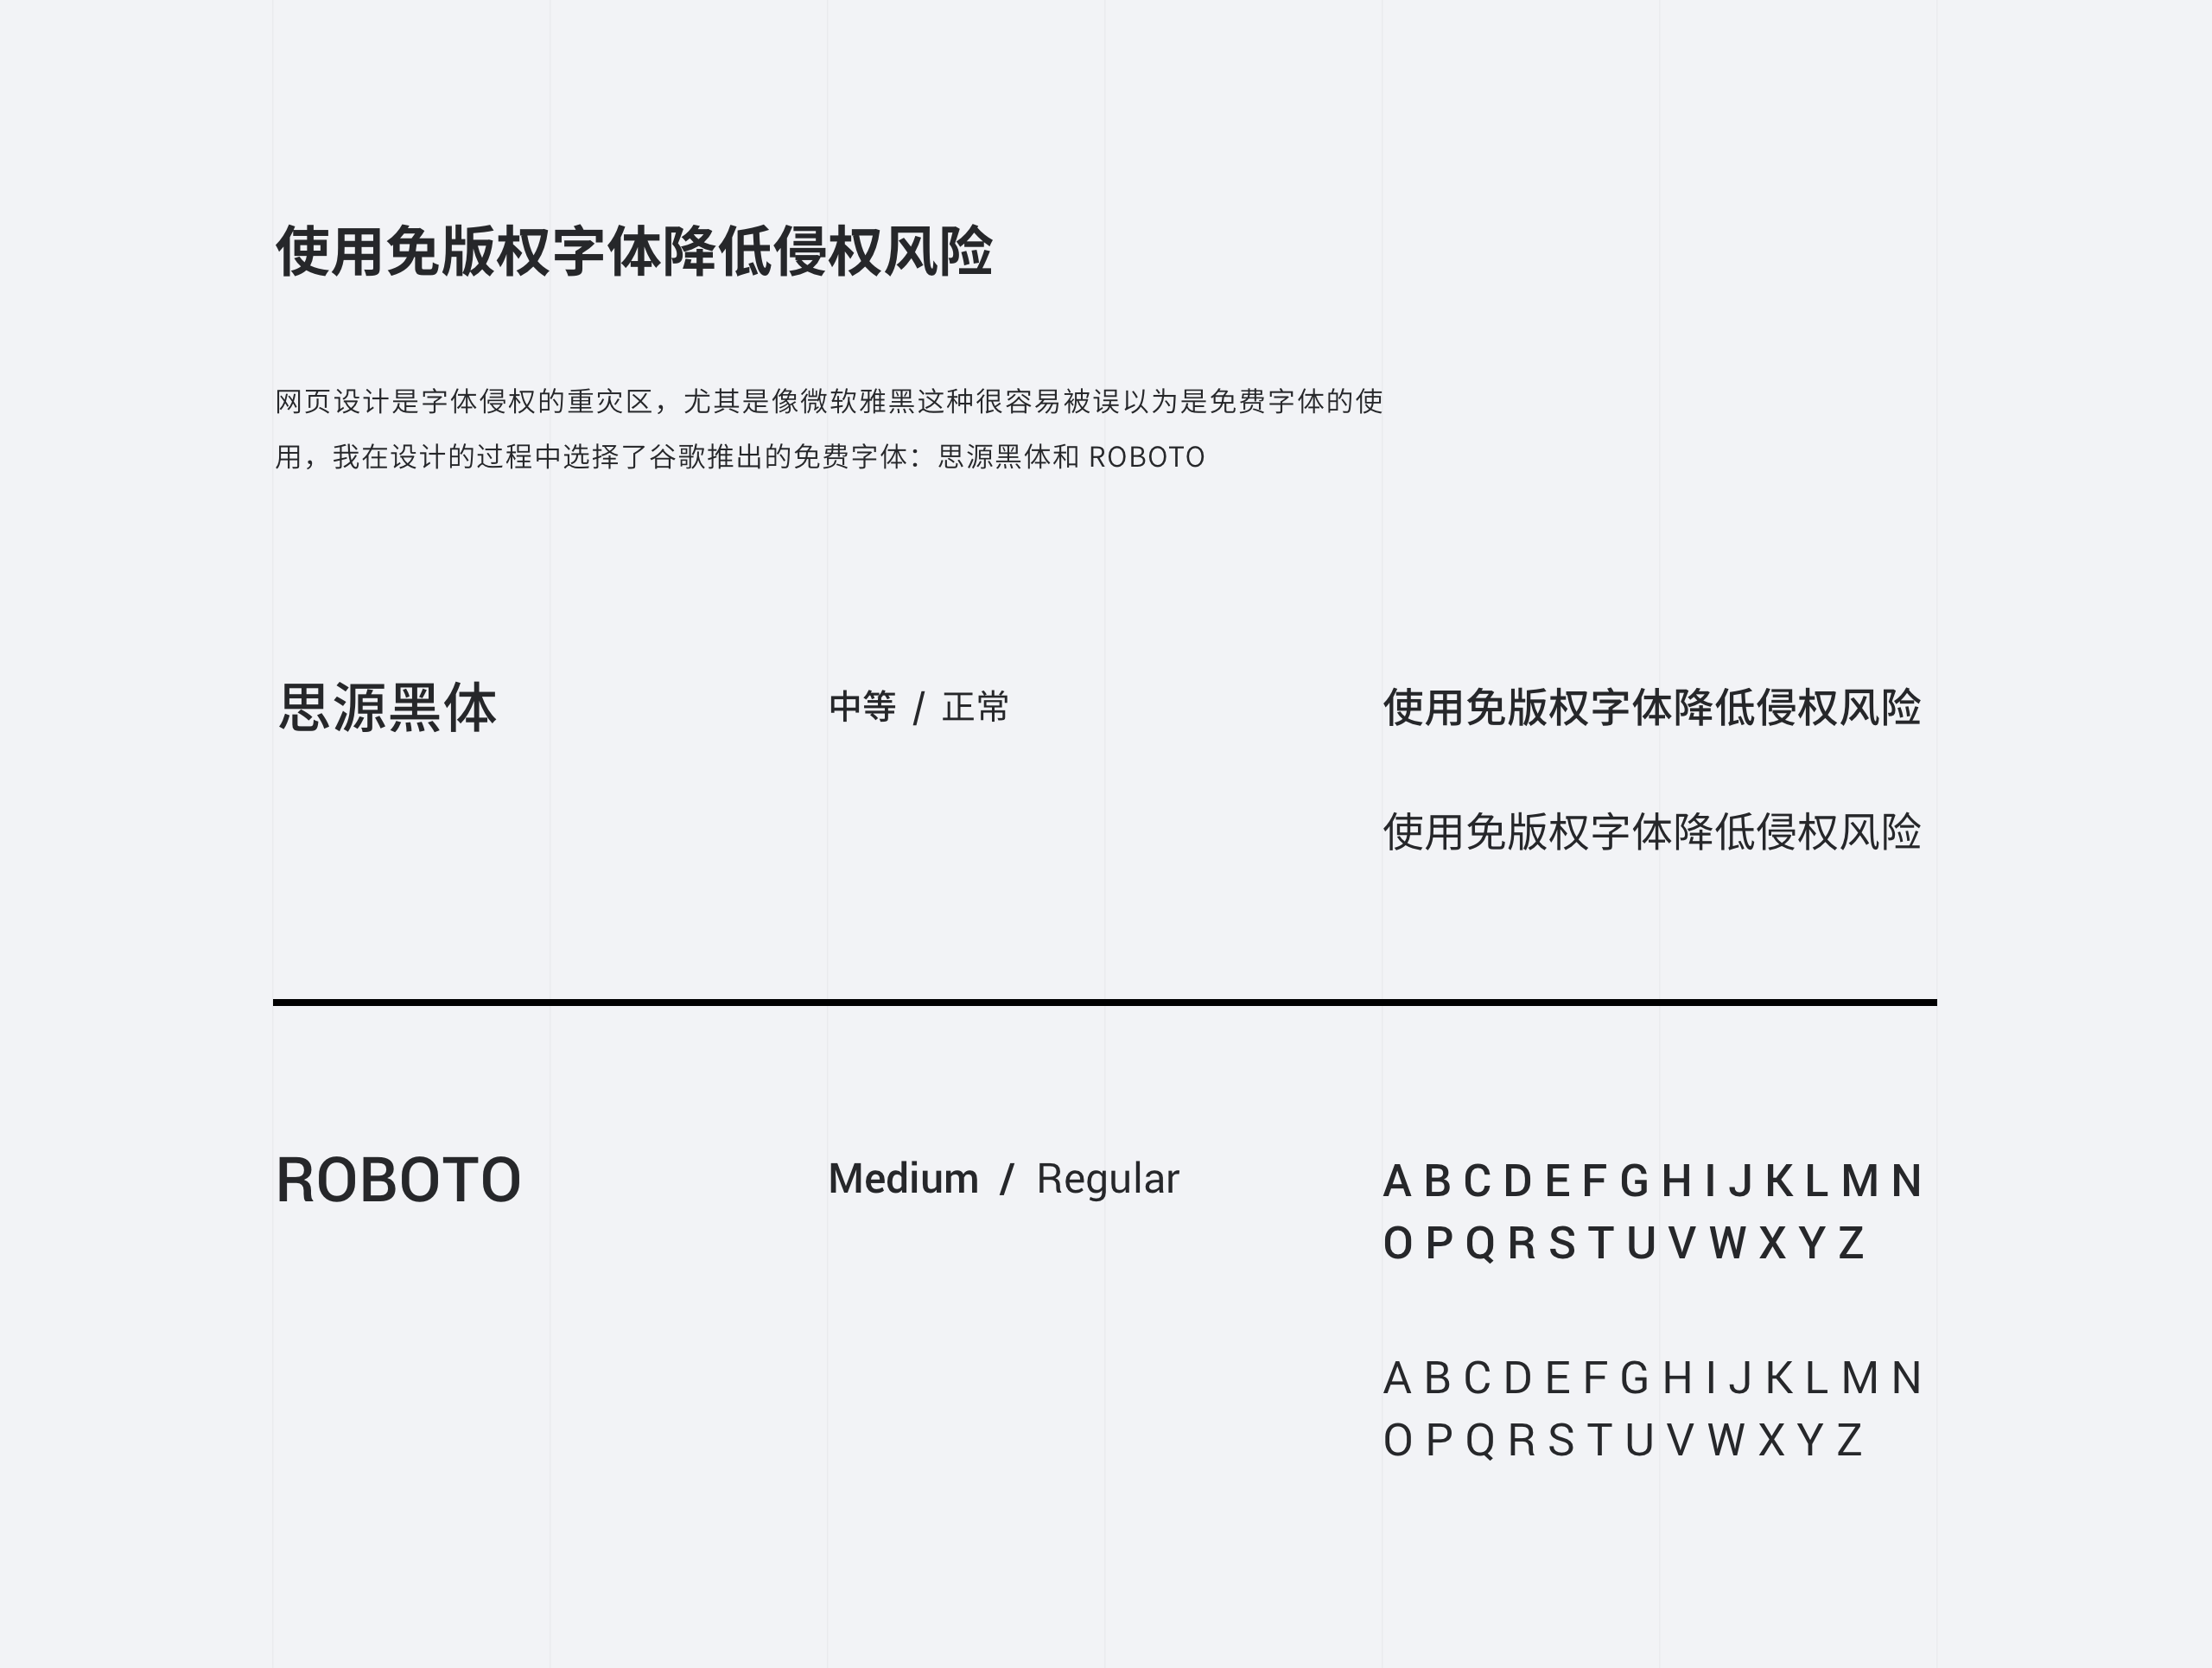 使用免版权字体降低侵权风险
网页设计是字体侵权的重灾区，尤其是像微软雅黑这种很容易被误以为是免费字体的使
用，我在设计的过程中选择了谷歌推出的免费字体：思源黑体和 ROBOTO
思源黑体
中等 / 正常
使用免版权字体降低侵权风险
使用免版权字体降低侵权风险
ROBOTO
Medium / Regular
A B C D E F G H I J K L M N
O P Q R S T U V W X Y Z
A B C D E F G H I J K L M N
O P Q R S T U V W X Y Z